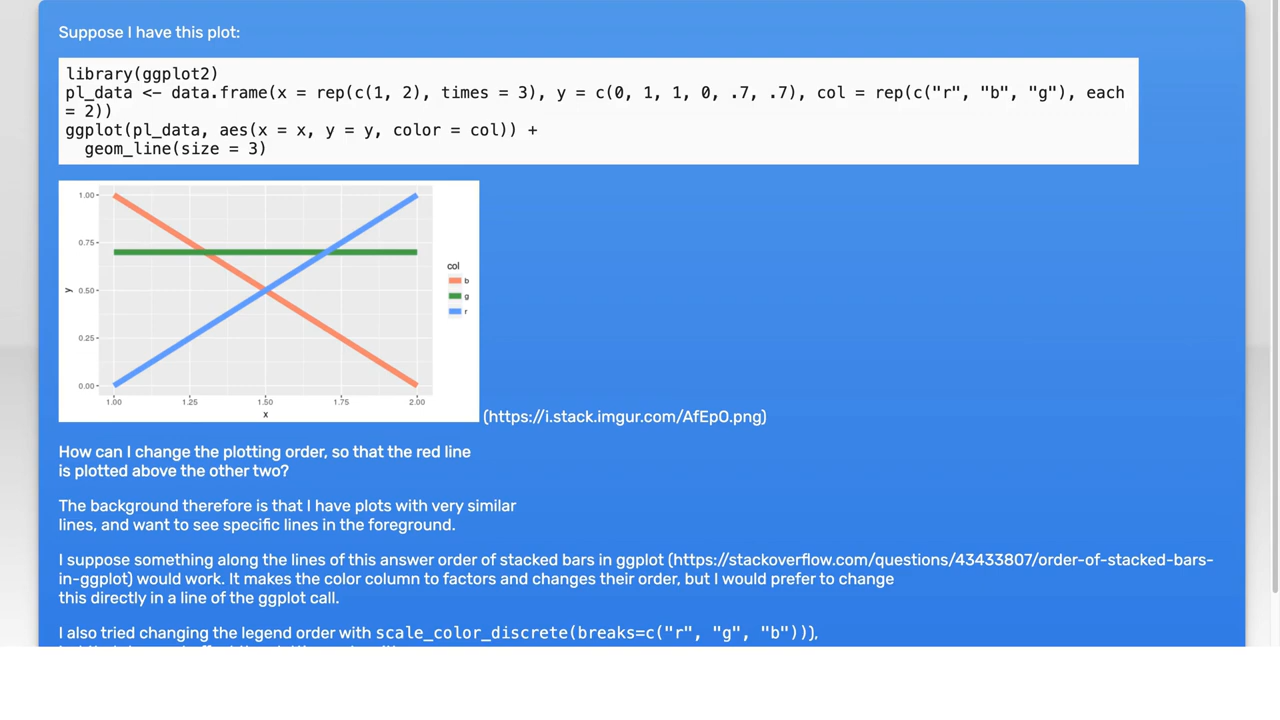 Suppose I have this plot:
library(ggplot2)
pl_data <- data.frame(x = rep(c(1, 2), times = 3), y = c(0, 1, 1, 0, .7, .7), col = rep(c("r", "b", "g"), each
= 2))
ggplot(pl_data, aes(x = x, y = y, color = col)) +
geom_line(size = 3)
1.00
0.75
0.50
0.25
0.00
y
1.00 1.25 1.50 1.75 2.00
x
col
b
g
r
(https://i.stack.imgur.com/AfEpO.png)
How can I change the plotting order, so that the red line
is plotted above the other two?
The background therefore is that I have plots with very similar
lines, and want to see specific lines in the foreground.
I suppose something along the lines of this answer order of stacked bars in ggplot (https://stackoverflow.com/questions/43433807/order-of-stacked-bars-
in-ggplot) would work. It makes the color column to factors and changes their order, but I would prefer to change
this directly in a line of the ggplot call.
I also tried changing the legend order with scale_color_discrete(breaks=c("r", "g", "b"))),